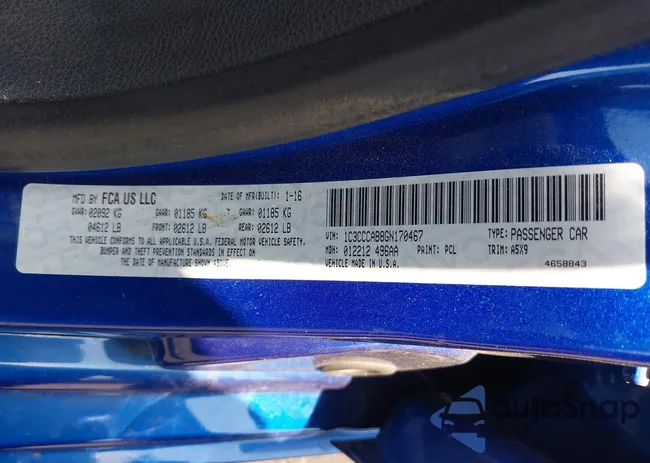 MFD BY FCA US LLC DATE OF MFR(BUILT): 1-16
GVWR: 02092 KG GAWR: 01185 KG GAWR: 01185 KG
04612 LB FRONT: 02612 LB REAR: 02612 LB
THIS VEHICLE CONFORMS TO ALL APPLICABLE U.S.A. FEDERAL MOTOR VEHICLE SAFETY,
BUMPER AND THEFT PREVENTION STANDARDS IN EFFECT ON
THE DATE OF MANUFACTURE SHOWN ABOVE.
VIN: 1C3CCCAB8GN170467 TYPE: PASSENGER CAR
MDH: 012212 496AA PAINT: PCL TRIM: A5X9
VEHICLE MADE IN U.S.A. 4658843
autoSnap